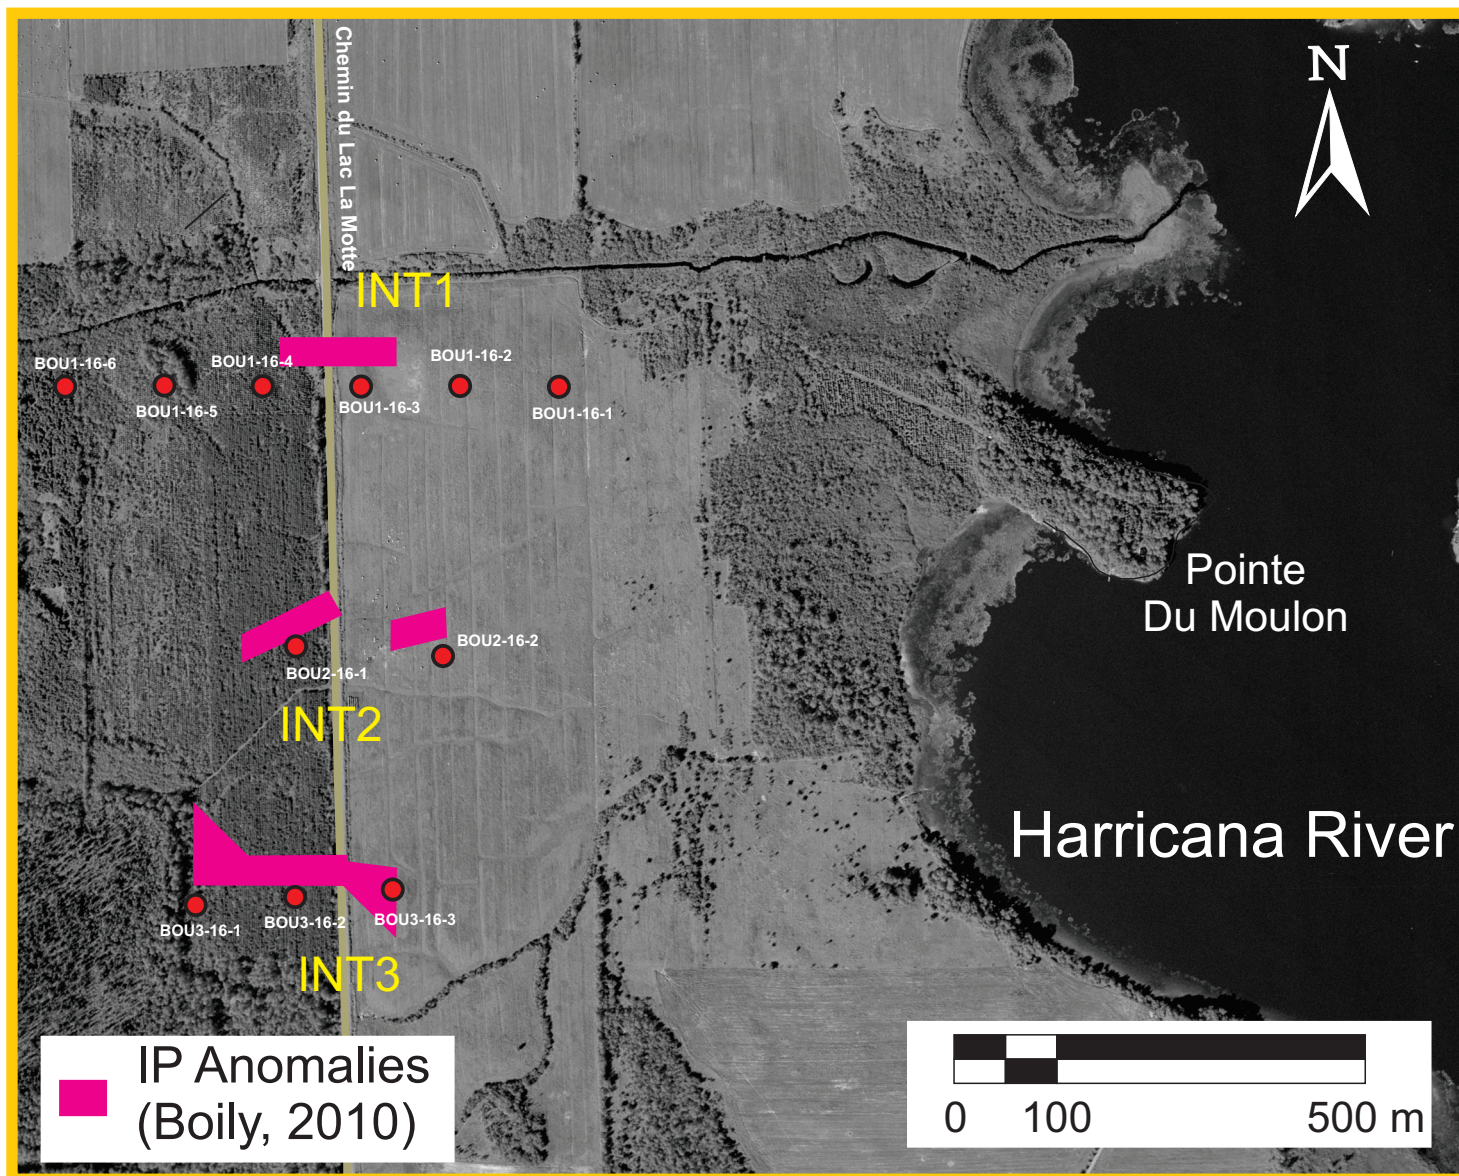 Chemin du Lac La Motte
N
INT1
BOU1-16-6
BOU1-16-5
BOU1-16-4
BOU1-16-3
BOU1-16-2
BOU1-16-1
BOU2-16-1
BOU2-16-2
INT2
Pointe
Du Moulon
Harricana River
BOU3-16-1
BOU3-16-2
BOU3-16-3
INT3
IP Anomalies
(Boily, 2010)
0 100 500 m